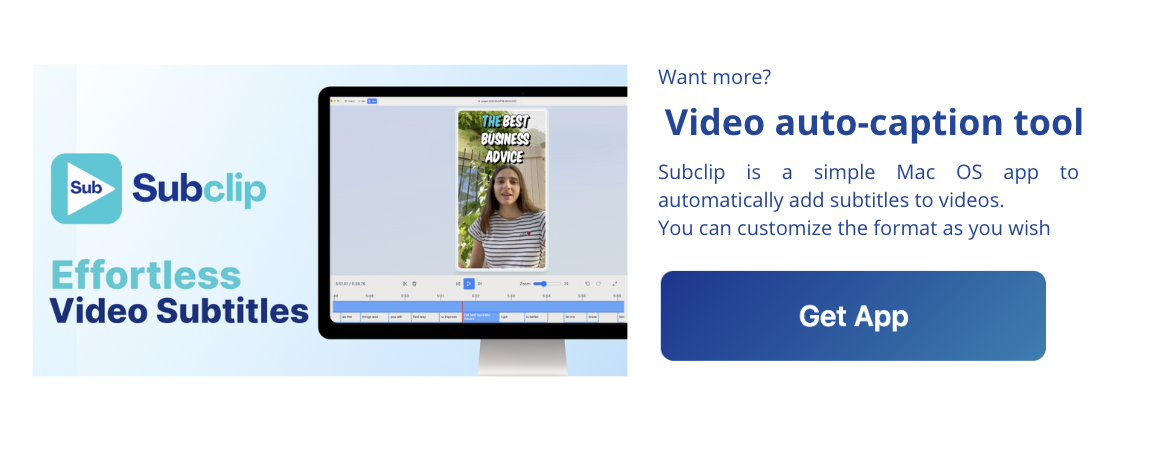 Want more?
Video auto-caption tool
Subclip is a simple Mac OS app to
automatically add subtitles to videos.
You can customize the format as you wish
Get App
Sub
Subclip
Effortless
Video Subtitles
THE BEST
BUSINESS
ADVICE
Zoom